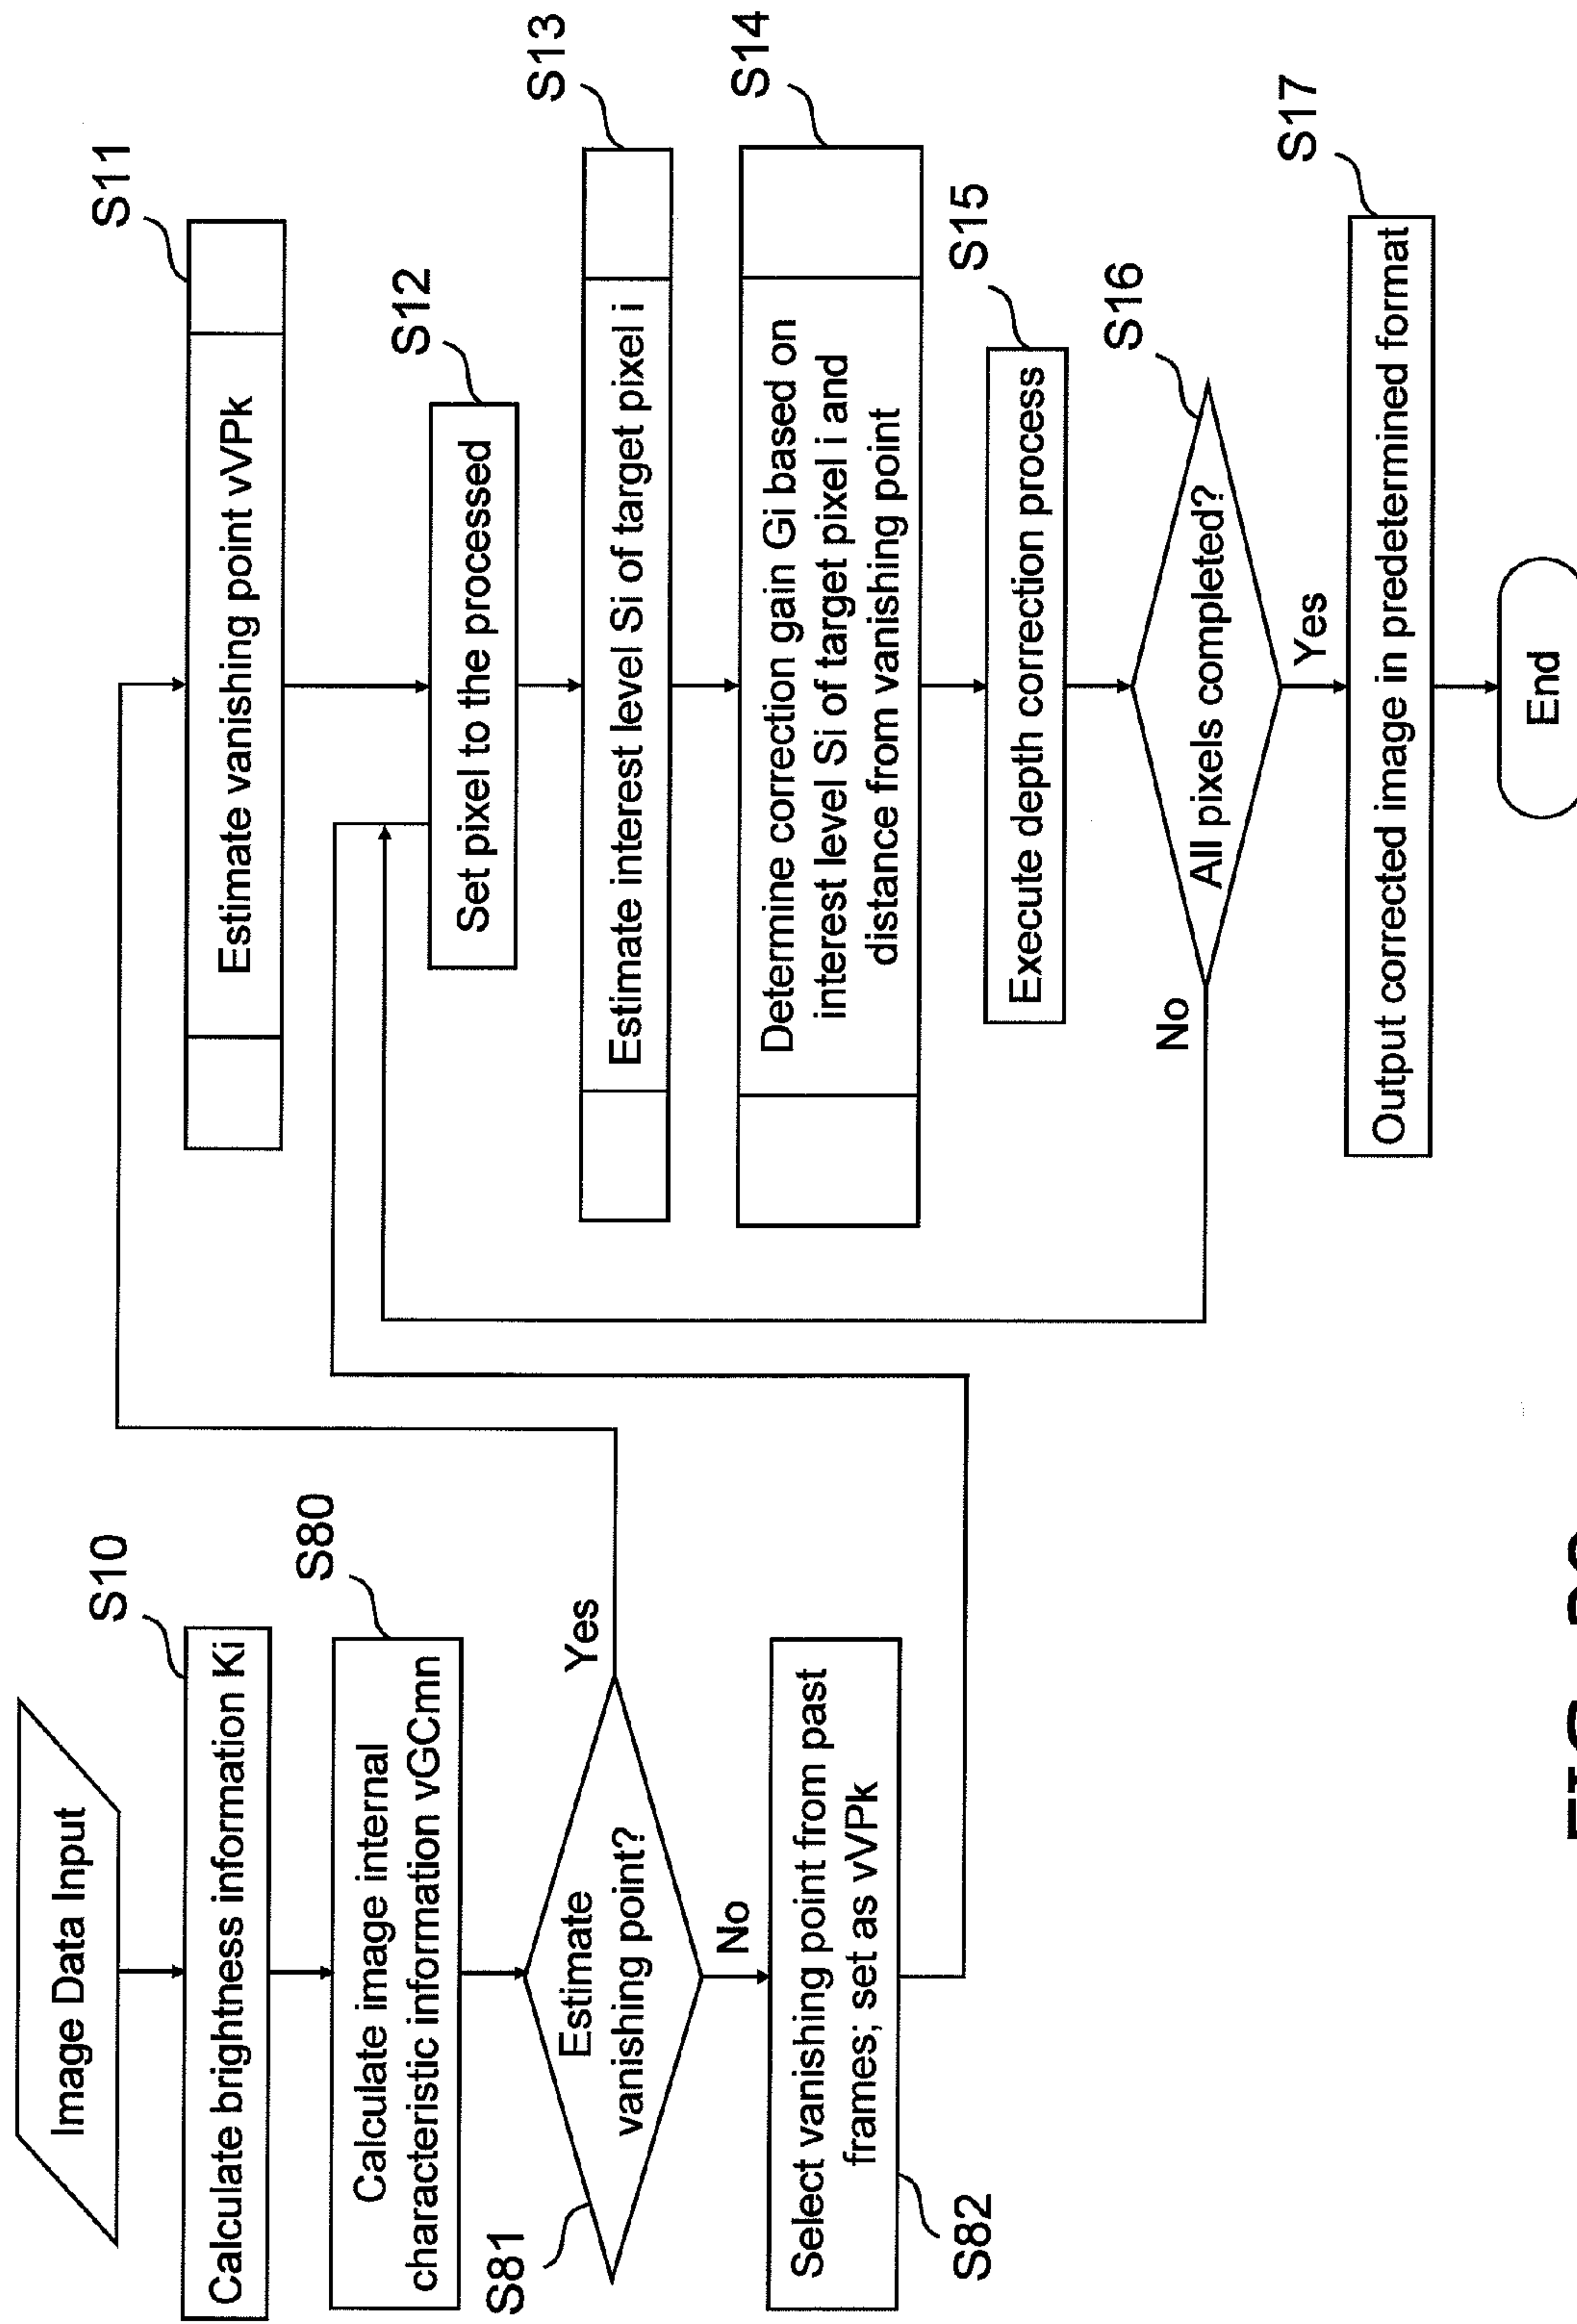 Image Data Input
S10
Calculate brightness information Ki
S80
Calculate image internal
characteristic information vGCmn
S81
Estimate
vanishing point?
Yes
No
Select vanishing point from past
frames; set as vVPk
S82
S11
Estimate vanishing point vVPk
S12
Set pixel to the processed
S13
Estimate interest level Si of target pixel i
S14
Determine correction gain Gi based on
interest level Si of target pixel i and
distance from vanishing point
S15
Execute depth correction process
S16
All pixels completed?
No
Yes
S17
Output corrected image in predetermined format
End